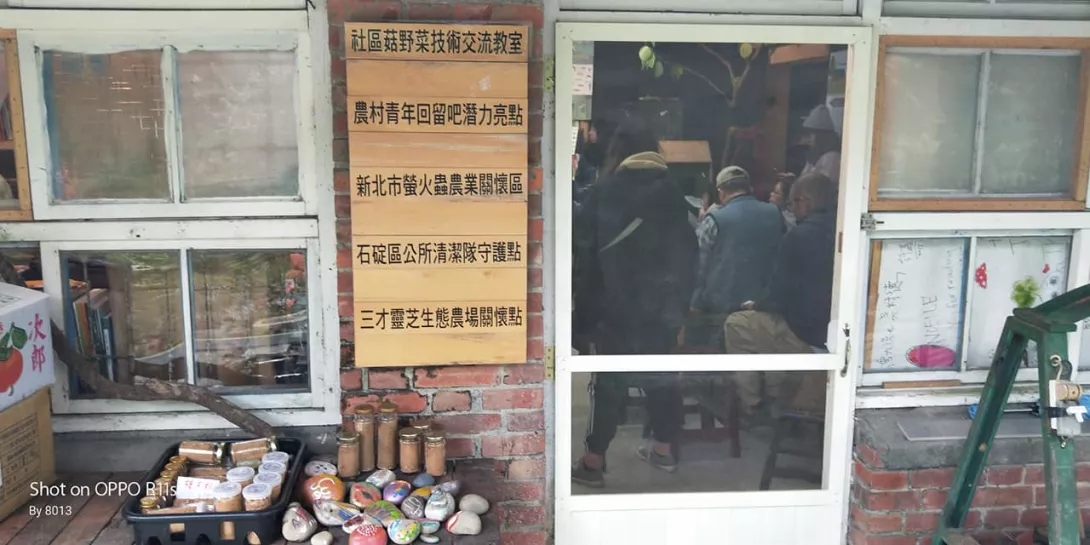 社區菇野菜技術交流教室
農村青年回留吧潛力亮點
新北市螢火蟲農業關懷區
石碇區公所清潔隊守護點
三才靈芝生態農場關懷點
次郎
Shot on OPPO R11s
By 8013